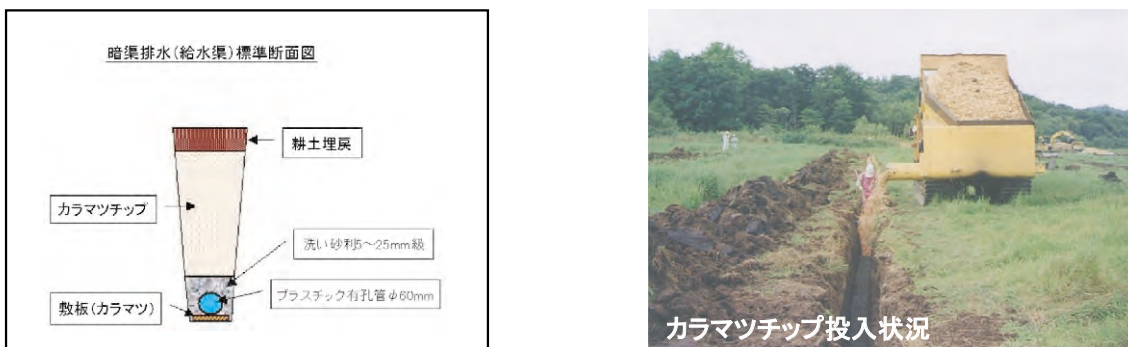 暗渠排水(給水渠)標準断面図
耕土埋戻
カラマツチップ
洗い砂利5～25mm級
プラスチック有孔管φ60mm
敷板(カラマツ)
カラマツチップ投入状況